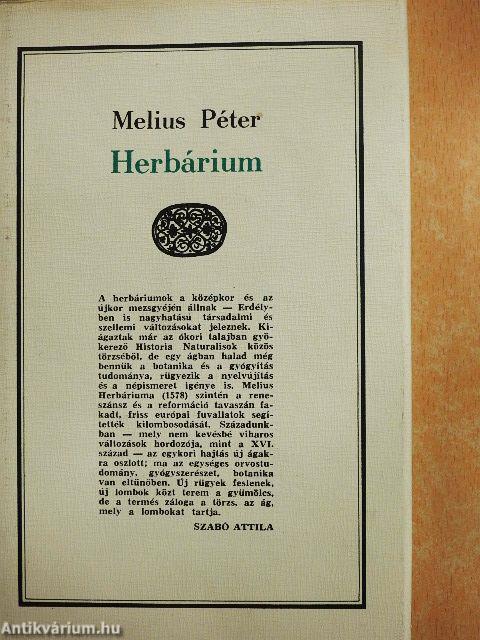 Melius Péter
Herbárium
A herbáriumok a középkor és az
újkor mezsgyéjén állnak — Erdély-
ben is nagyhatású társadalmi és
szellemi változásokat jeleznek. Ki-
ágaztak már az ókori talajban gyö-
kerező Historia Naturalisok közös
törzséből, de egy ágban halad még
bennük a botanika és a gyógyítás
tudománya, rügyezik a nyelvújítás
és a népismeret igénye is. Melius
Herbáriuma (1578) szintén a rene-
szánsz és a reformáció tavaszán fa-
kadt, friss európai fuvallatok segí-
tették kilombosodását. Századunk-
ban — mely nem kevésbé viharos
változások hordozója, mint a XVI.
század — az egykori hajtás új ágak-
ra oszlott; ma az egységes orvostu-
domány, gyógyszerészet, botanika
van eltűnőben. Új rügyek feslenek,
új lombok közt terem a gyümölcs,
de a termés záloga a törzs, az ág,
mely a lombokat tartja.
SZABÓ ATTILA
Antikvárium.hu